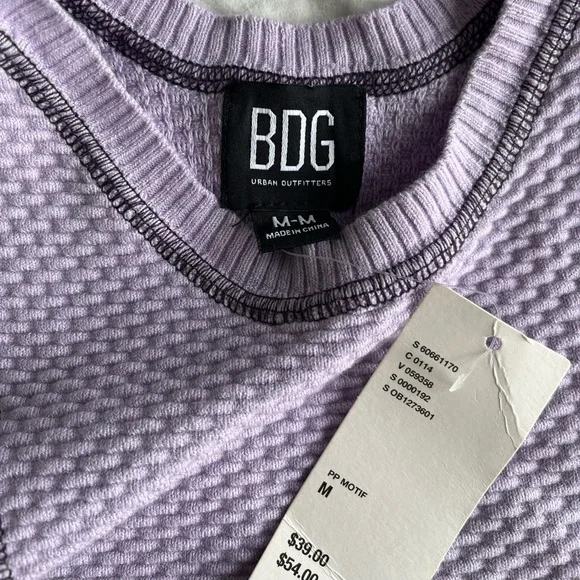 BDG
URBAN OUTFITTERS
M-M
MADE IN CHINA
S 60661170
C 0114
V 059358
S 0000192
S OB1273601
PP MOTIF
M
$39.00
$54.00